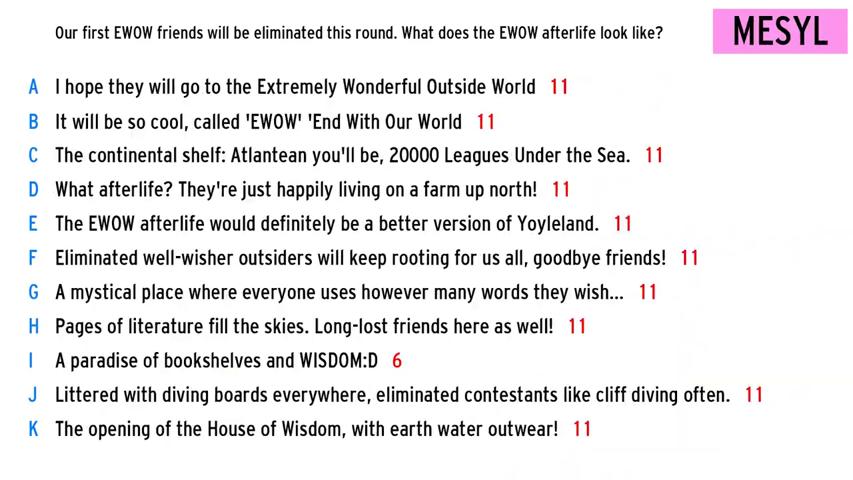 Our first EWOW friends will be eliminated this round. What does the EWOW afterlife look like?
MESYL
A I hope they will go to the Extremely Wonderful Outside World 11
B It will be so cool, called 'EWOW' 'End With Our World 11
C The continental shelf: Atlantean you'll be, 20000 Leagues Under the Sea. 11
D What afterlife? They're just happily living on a farm up north! 11
E The EWOW afterlife would definitely be a better version of Yoyleland. 11
F Eliminated well-wisher outsiders will keep rooting for us all, goodbye friends! 11
G A mystical place where everyone uses however many words they wish... 11
H Pages of literature fill the skies. Long-lost friends here as well! 11
I A paradise of bookshelves and WISDOM:D 6
J Littered with diving boards everywhere, eliminated contestants like cliff diving often. 11
K The opening of the House of Wisdom, with earth water outwear! 11